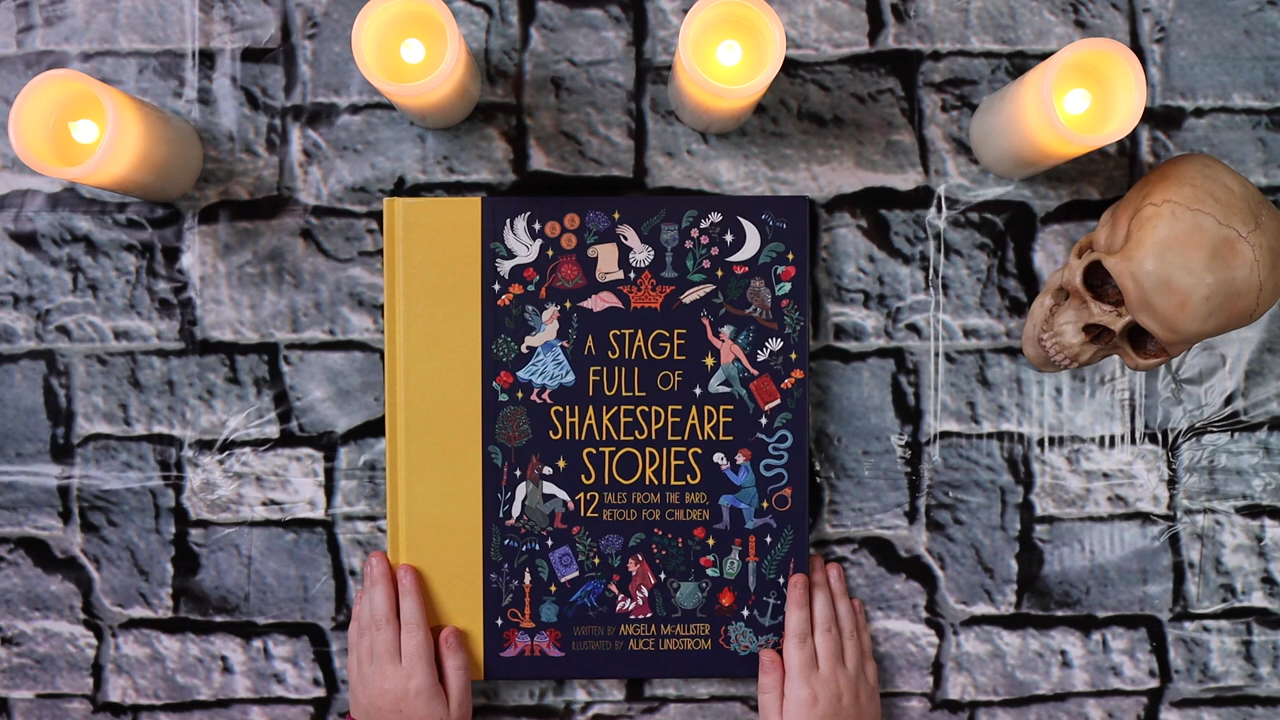 A STAGE
FULL OF
SHAKESPEARE
STORIES
12 TALES FROM THE BARD,
RETOLD FOR CHILDREN
WRITTEN BY ANGELA McALLISTER
ILLUSTRATED BY ALICE LINDSTROM